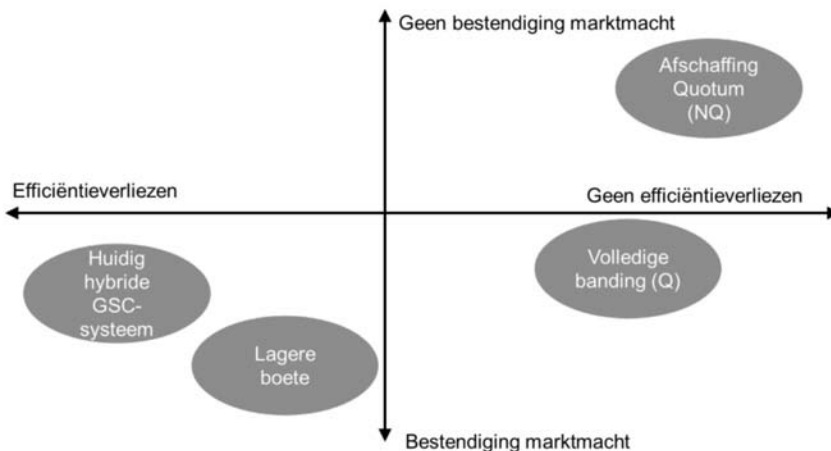 Geen bestendiging marktmacht
Afschaffing
Quotum
(NQ)
Efficiëntieverliezen
Geen efficiëntieverliezen
Huidig
hybride
GSC-
systeem
Volledige
banding (Q)
Lagere
boete
Bestendiging marktmacht